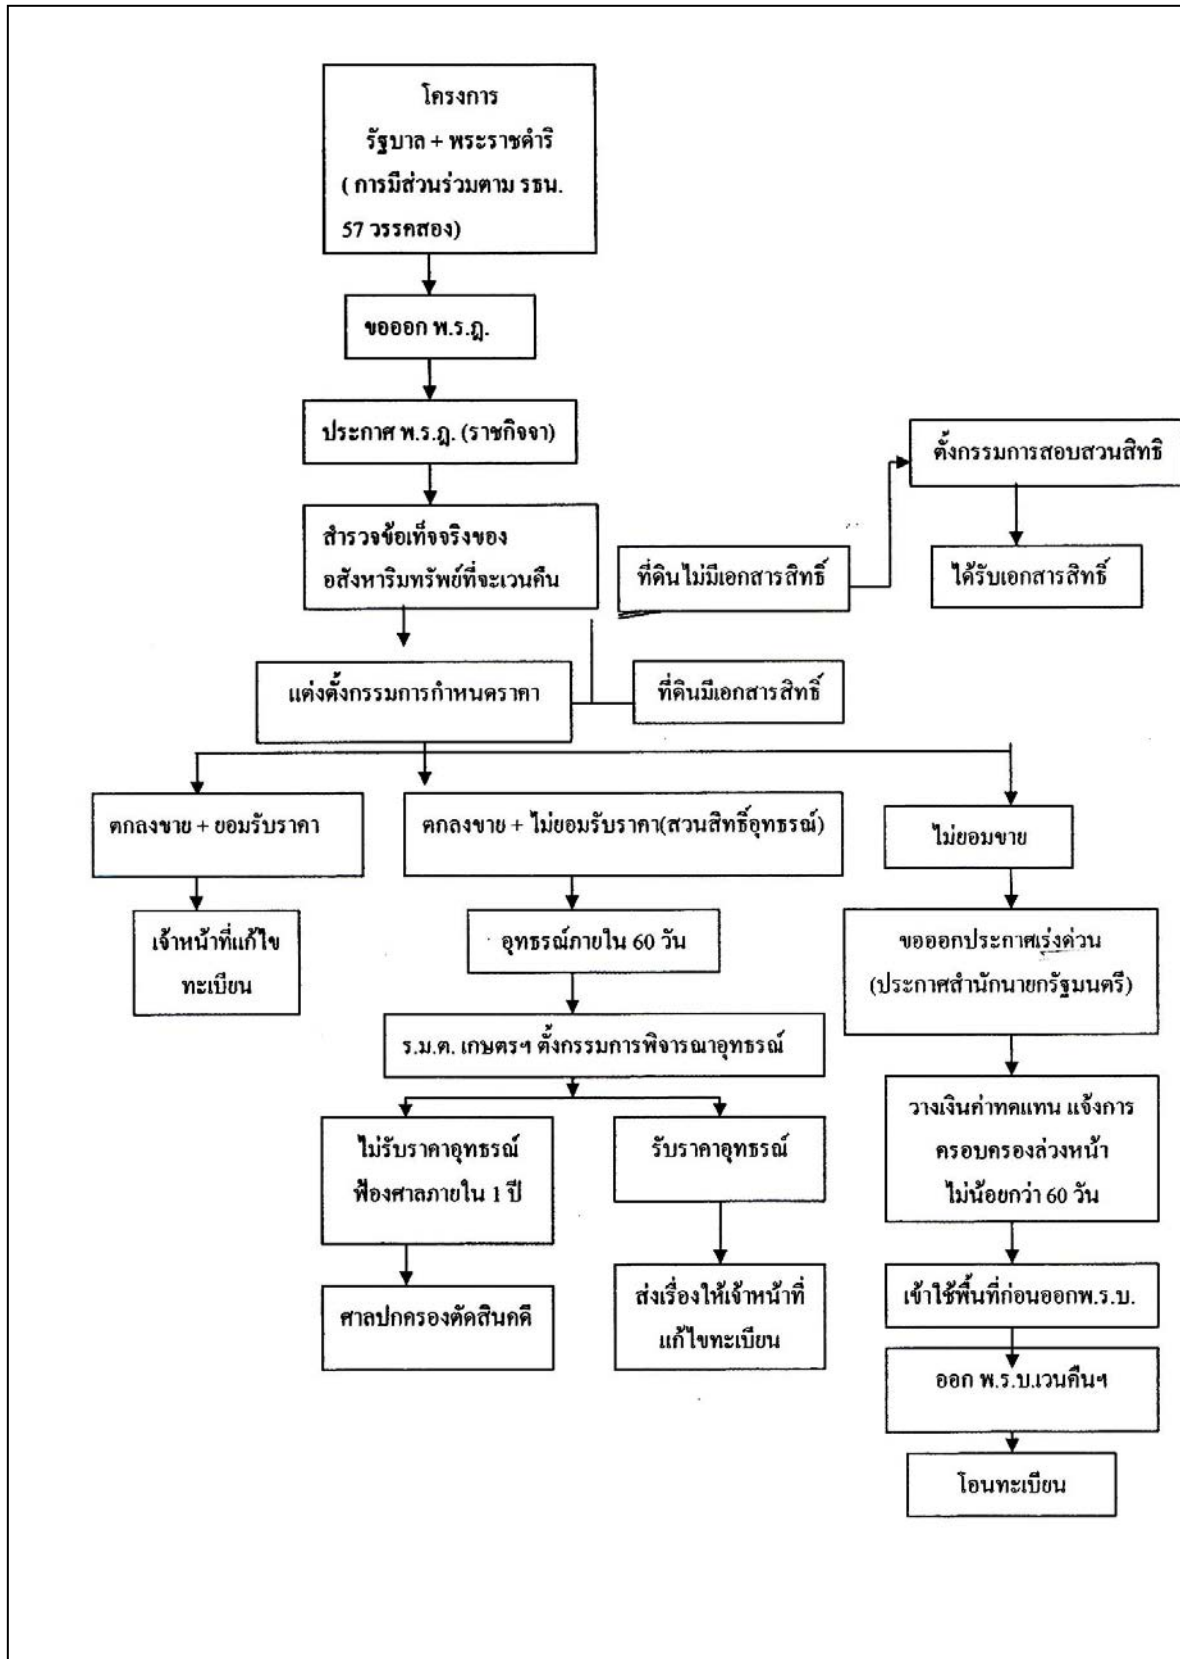 โครงการ
รัฐบาล + พระราชดำริ
( การมีส่วนร่วมตาม รธน.
57 วรรคสอง)
ขอออก พ.ร.ฎ.
ประกาศ พ.ร.ฎ. (ราชกิจจา)
ตั้งกรรมการสอบสวนสิทธิ
สำรวจข้อเท็จจริงของ
อสังหาริมทรัพย์ที่จะเวนคืน
ที่ดินไม่มีเอกสารสิทธิ์
ได้รับเอกสารสิทธิ์
แต่งตั้งกรรมการกำหนดราคา
ที่ดินมีเอกสารสิทธิ์
ตกลงขาย + ยอมรับราคา
ตกลงขาย + ไม่ยอมรับราคา(สวนสิทธิ์อุทธรณ์)
ไม่ยอมขาย
เจ้าหน้าที่แก้ไข
ทะเบียน
อุทธรณ์ภายใน 60 วัน
ขอออกประกาศเร่งด่วน
(ประกาศสำนักนายกรัฐมนตรี)
ร.ม.ต. เกษตรฯ ตั้งกรรมการพิจารณาอุทธรณ์
ไม่รับราคาอุทธรณ์
ฟ้องศาลภายใน 1 ปี
รับราคาอุทธรณ์
วางเงินค่าทดแทน แจ้งการ
ครอบครองล่วงหน้า
ไม่น้อยกว่า 60 วัน
ศาลปกครองตัดสินคดี
ส่งเรื่องให้เจ้าหน้าที่
แก้ไขทะเบียน
เข้าใช้พื้นที่ก่อนออกพ.ร.บ.
ออก พ.ร.บ.เวนคืนฯ
โอนทะเบียน